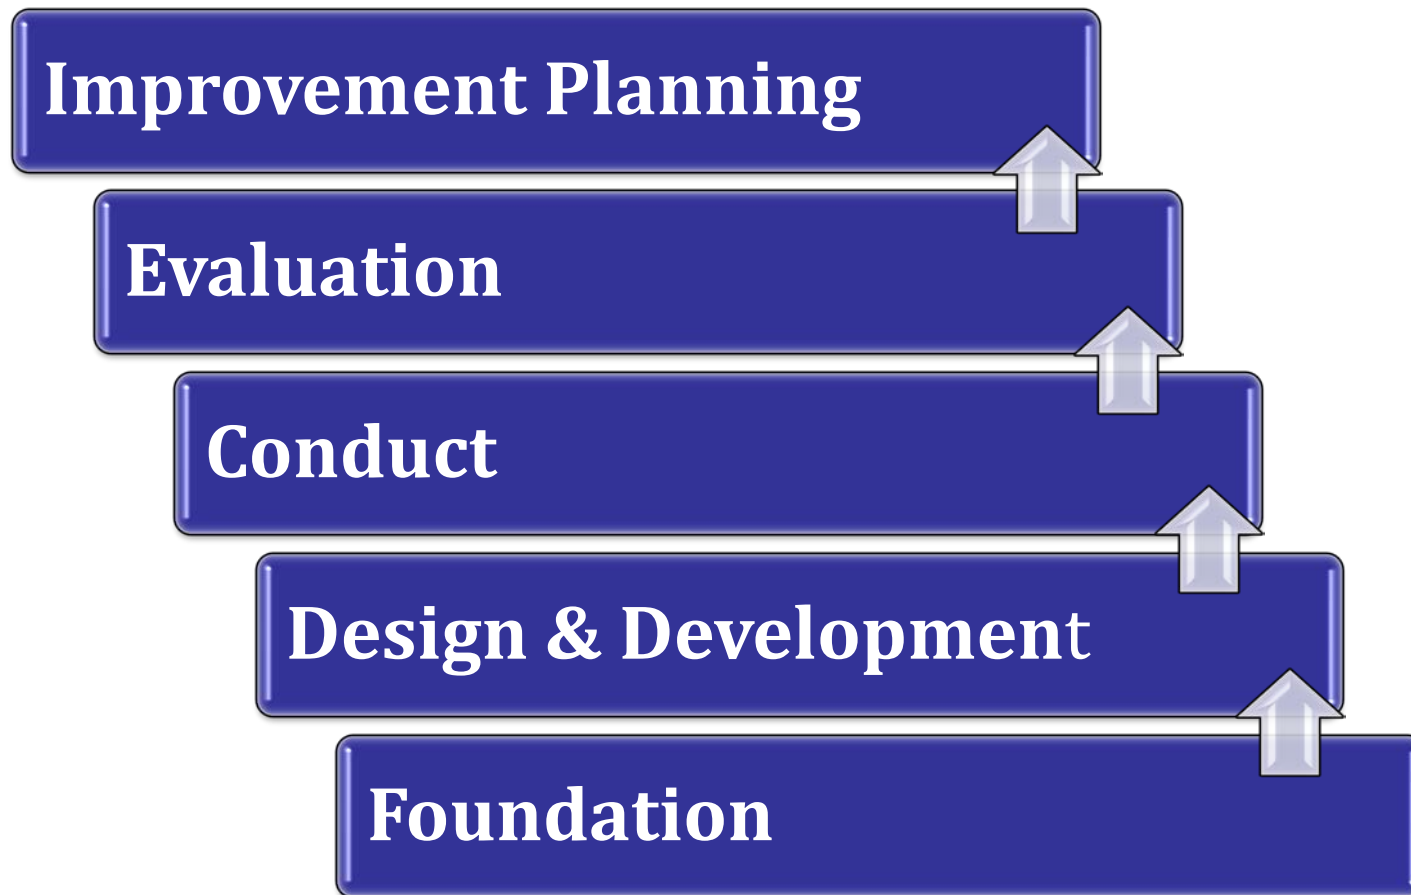 Improvement Planning
Evaluation
Conduct
Design & Development
Foundation